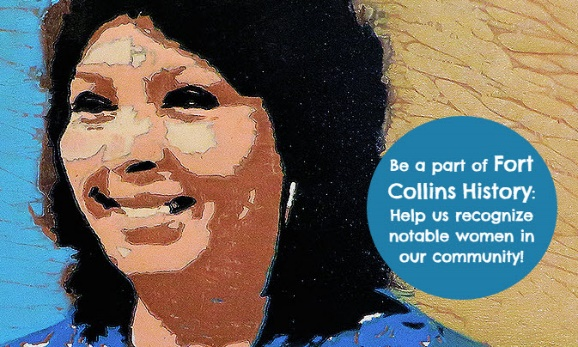 Be a part of Fort
Collins History:
Help us recognize
notable women in
our community!